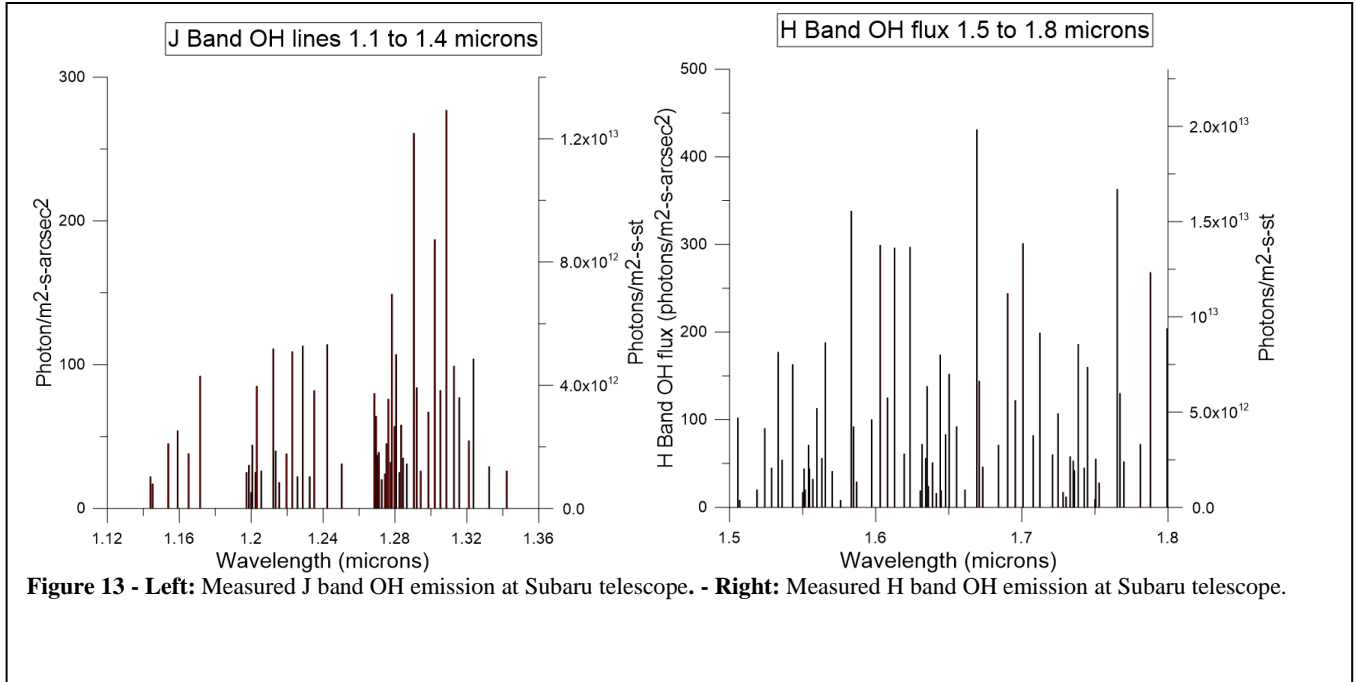 J Band OH lines 1.1 to 1.4 microns
300
200
100
0
Photon/m2-s-arcsec2
1.2x10^13
8.0x10^12
4.0x10^12
0.0
Photons/m2-s-st
1.12 1.16 1.2 1.24 1.28 1.32 1.36
Wavelength (microns)
H Band OH flux 1.5 to 1.8 microns
500
400
300
200
100
0
H Band OH flux (photons/m2-s-arcsec2)
2.0x10^13
1.5x10^13
10^13
5.0x10^12
0.0
Photons/m2-s-st
1.5 1.6 1.7 1.8
Wavelength (microns)
Figure 13 - Left: Measured J band OH emission at Subaru telescope. - Right: Measured H band OH emission at Subaru telescope.